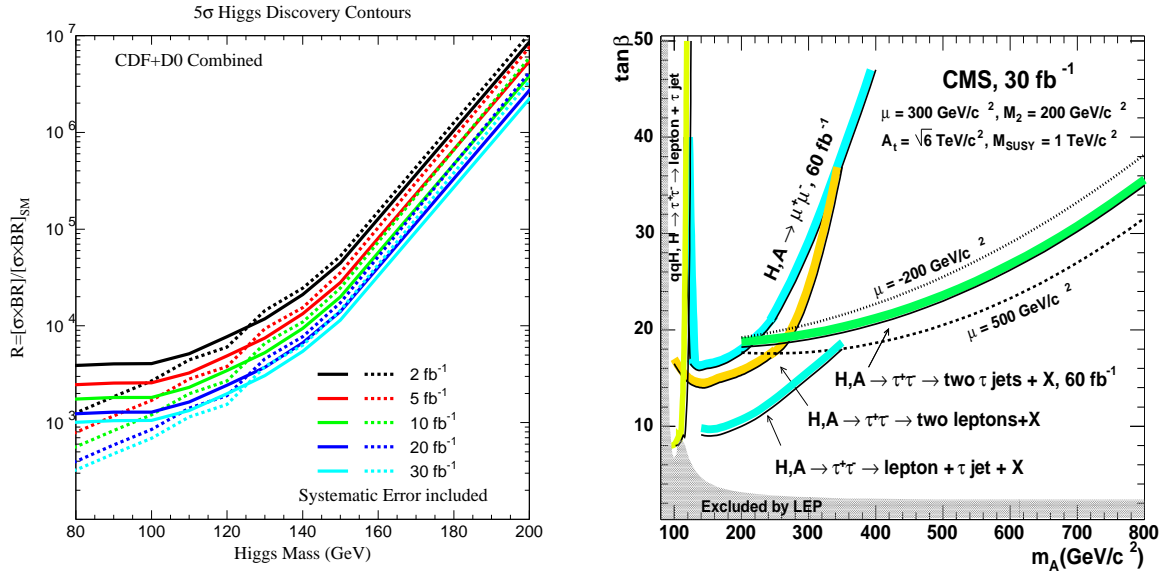 5σ Higgs Discovery Contours
CDF+D0 Combined
R=[σ×BR]/[σ×BR]SM
10^7
10^6
10^5
10^4
10^3
2 fb^-1
5 fb^-1
10 fb^-1
20 fb^-1
30 fb^-1
Systematic Error included
80 100 120 140 160 180 200
Higgs Mass (GeV)
tan β
50
40
30
20
10
CMS, 30 fb^-1
μ = 300 GeV/c^2, M_2 = 200 GeV/c^2
A_t = √6 TeV/c^2, M_SUSY = 1 TeV/c^2
qqH, H → τ^+τ^- → lepton + τ jet
H,A → μ^+μ^-, 60 fb^-1
μ = -200 GeV/c^2
μ = 500 GeV/c^2
H,A → τ^+τ^- → two τ jets + X, 60 fb^-1
H,A → τ^+τ^- → two leptons+X
H,A → τ^+τ^- → lepton + τ jet + X
Excluded by LEP
100 200 300 400 500 600 700 800
m_A(GeV/c^2)